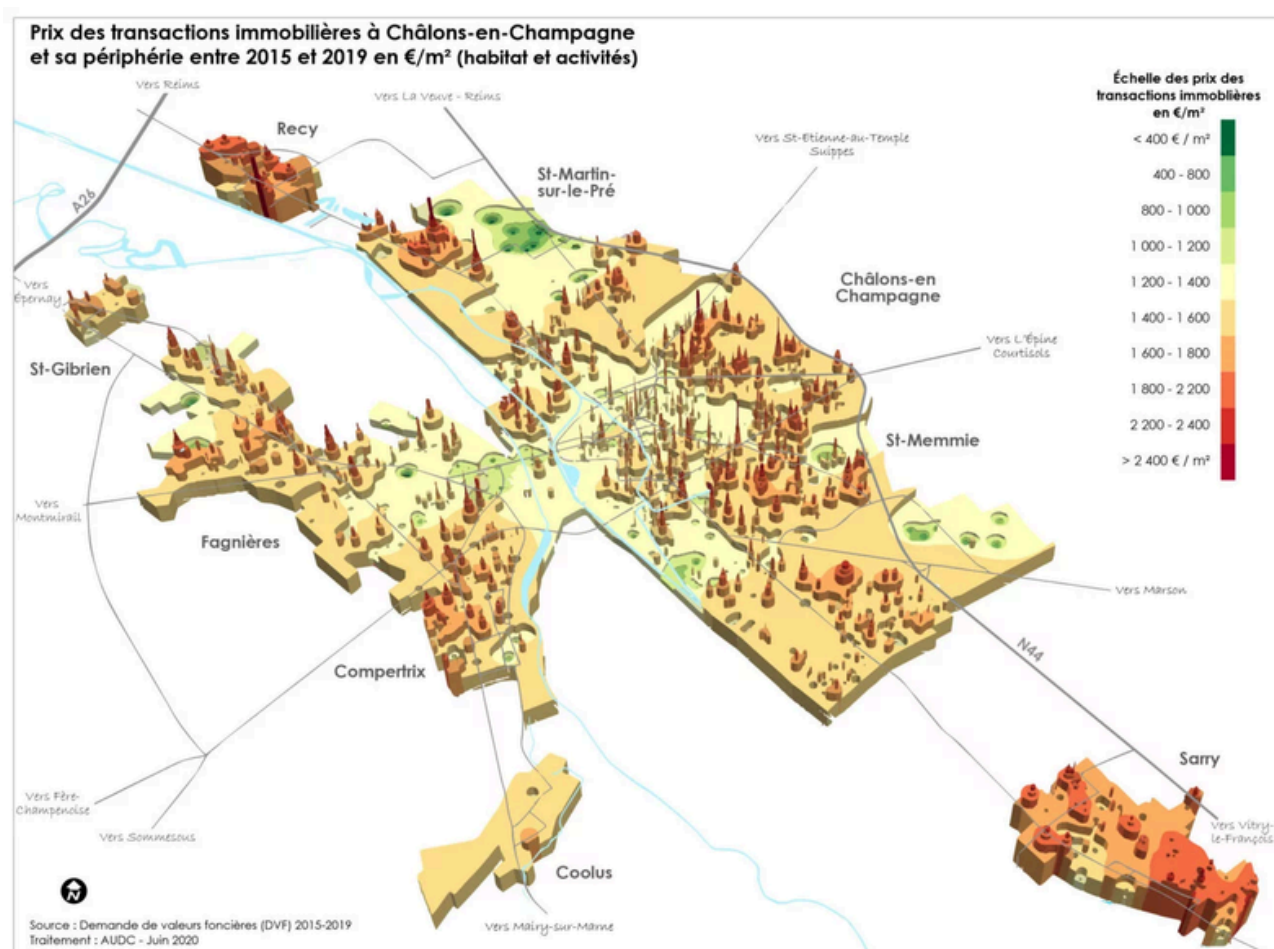 Prix des transactions immobilières à Châlons-en-Champagne
et sa périphérie entre 2015 et 2019 en €/m² (habitat et activités)
Échelle des prix des
transactions immoblières
en €/m²
< 400 € / m²
400 - 800
800 - 1 000
1 000 - 1 200
1 200 - 1 400
1 400 - 1 600
1 600 - 1 800
1 800 - 2 200
2 200 - 2 400
> 2 400 € / m²
Vers Reims
Vers La Veuve - Reims
Recy
Vers St-Etienne-au-Temple
Suippes
St-Martin-
sur-le-Pré
A26
Châlons-en
Champagne
Vers
Épernay
Vers L'Épine
Courtisols
St-Gibrien
St-Memmie
Vers
Montmirail
Fagnières
Vers Marson
N44
Compertrix
Sarry
Vers Fère-
Champenoise
Vers Sommesous
Vers Vitry-
le-François
Coolus
Vers Mairy-sur-Marne
N
Source : Demande de valeurs foncières (DVF) 2015-2019
Traitement : AUDC - Juin 2020